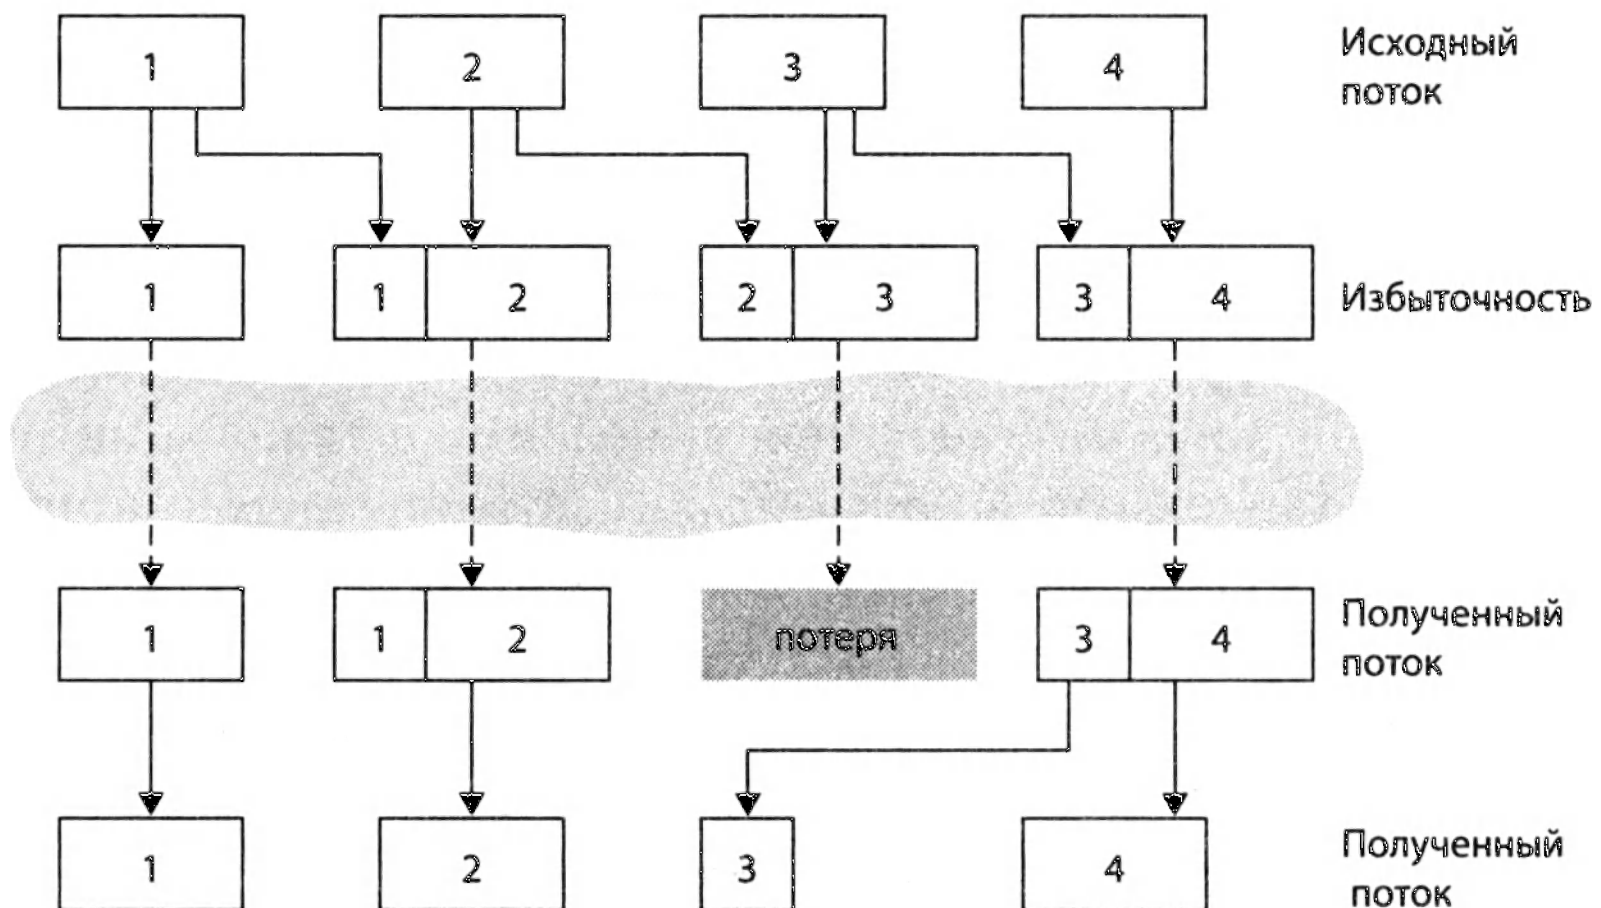 1 2 3 4 Исходный
поток
1 1 2 2 3 3 4 Избыточность
1 1 2 потеря 3 4 Полученный
поток
1 2 3 4 Полученный
поток